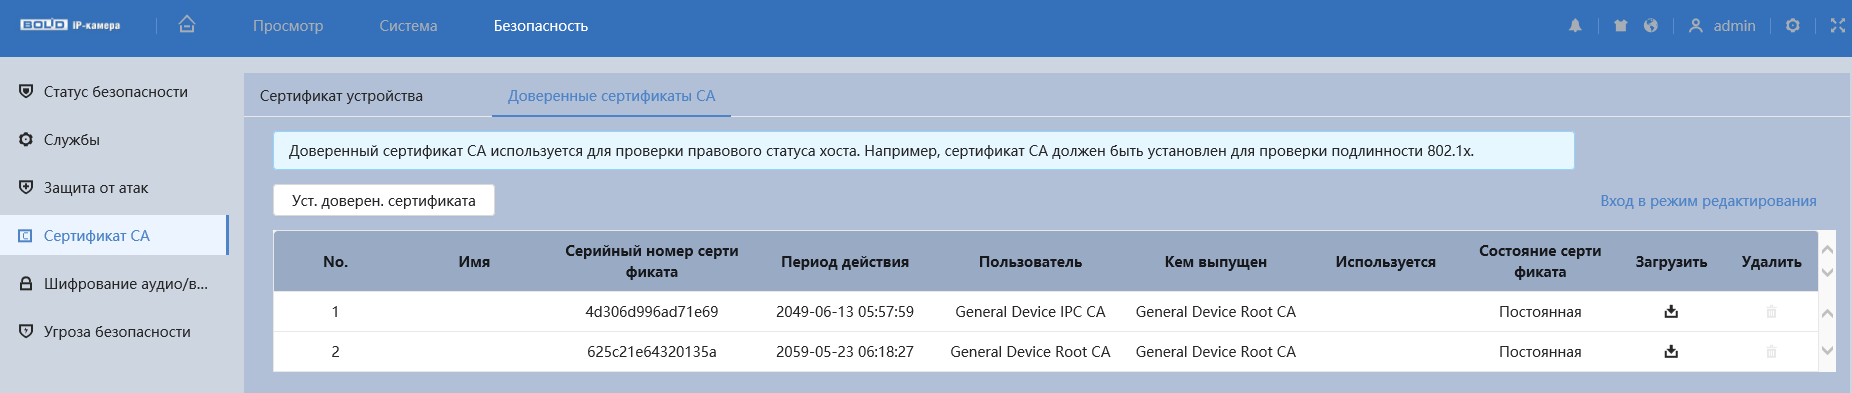 BOLID IP-камера
Просмотр
Система
Безопасность
admin
Статус безопасности
Службы
Защита от атак
Сертификат CA
Шифрование аудио/в...
Угроза безопасности
Сертификат устройства
Доверенные сертификаты CA
Доверенный сертификат CA используется для проверки правового статуса хоста. Например, сертификат CA должен быть установлен для проверки подлинности 802.1x.
Уст. доверен. сертификата
Вход в режим редактирования
No. Имя Серийный номер серти Период действия Пользователь Кем выпущен Используется Состояние серти Загрузить Удалить
фиката фиката
1 4d306d996ad71e69 2049-06-13 05:57:59 General Device IPC CA General Device Root CA Постоянная
2 625c21e64320135a 2059-05-23 06:18:27 General Device Root CA General Device Root CA Постоянная